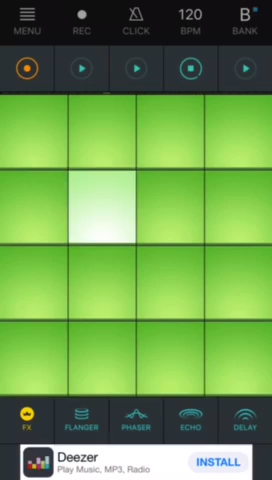 120
B
MENU
REC
CLICK
BPM
BANK
FX
FLANGER
PHASER
ECHO
DELAY
Deezer
Play Music, MP3, Radio
INSTALL